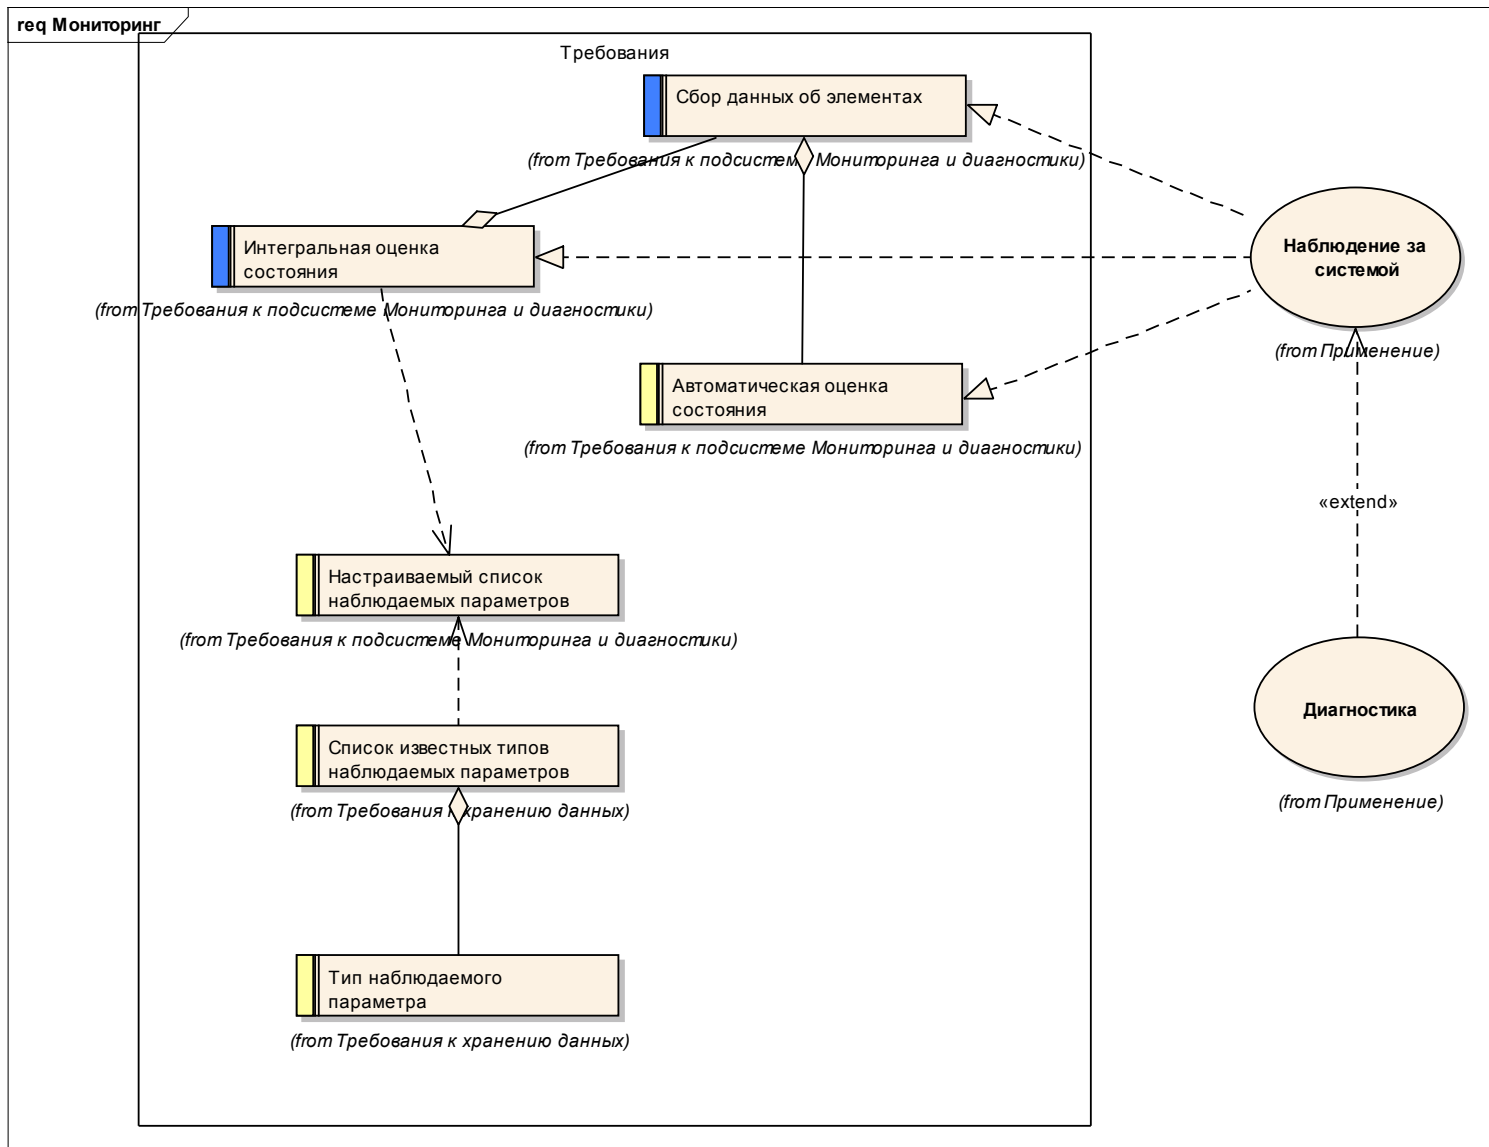 req Мониторинг
Требования
Сбор данных об элементах
(from Требования к подсистеме Мониторинга и диагностики)
Интегральная оценка
состояния
(from Требования к подсистеме Мониторинга и диагностики)
Наблюдение за
системой
(from Применение)
Автоматическая оценка
состояния
(from Требования к подсистеме Мониторинга и диагностики)
«extend»
Настраиваемый список
наблюдаемых параметров
(from Требования к подсистеме Мониторинга и диагностики)
Диагностика
(from Применение)
Список известных типов
наблюдаемых параметров
(from Требования к хранению данных)
Тип наблюдаемого
параметра
(from Требования к хранению данных)